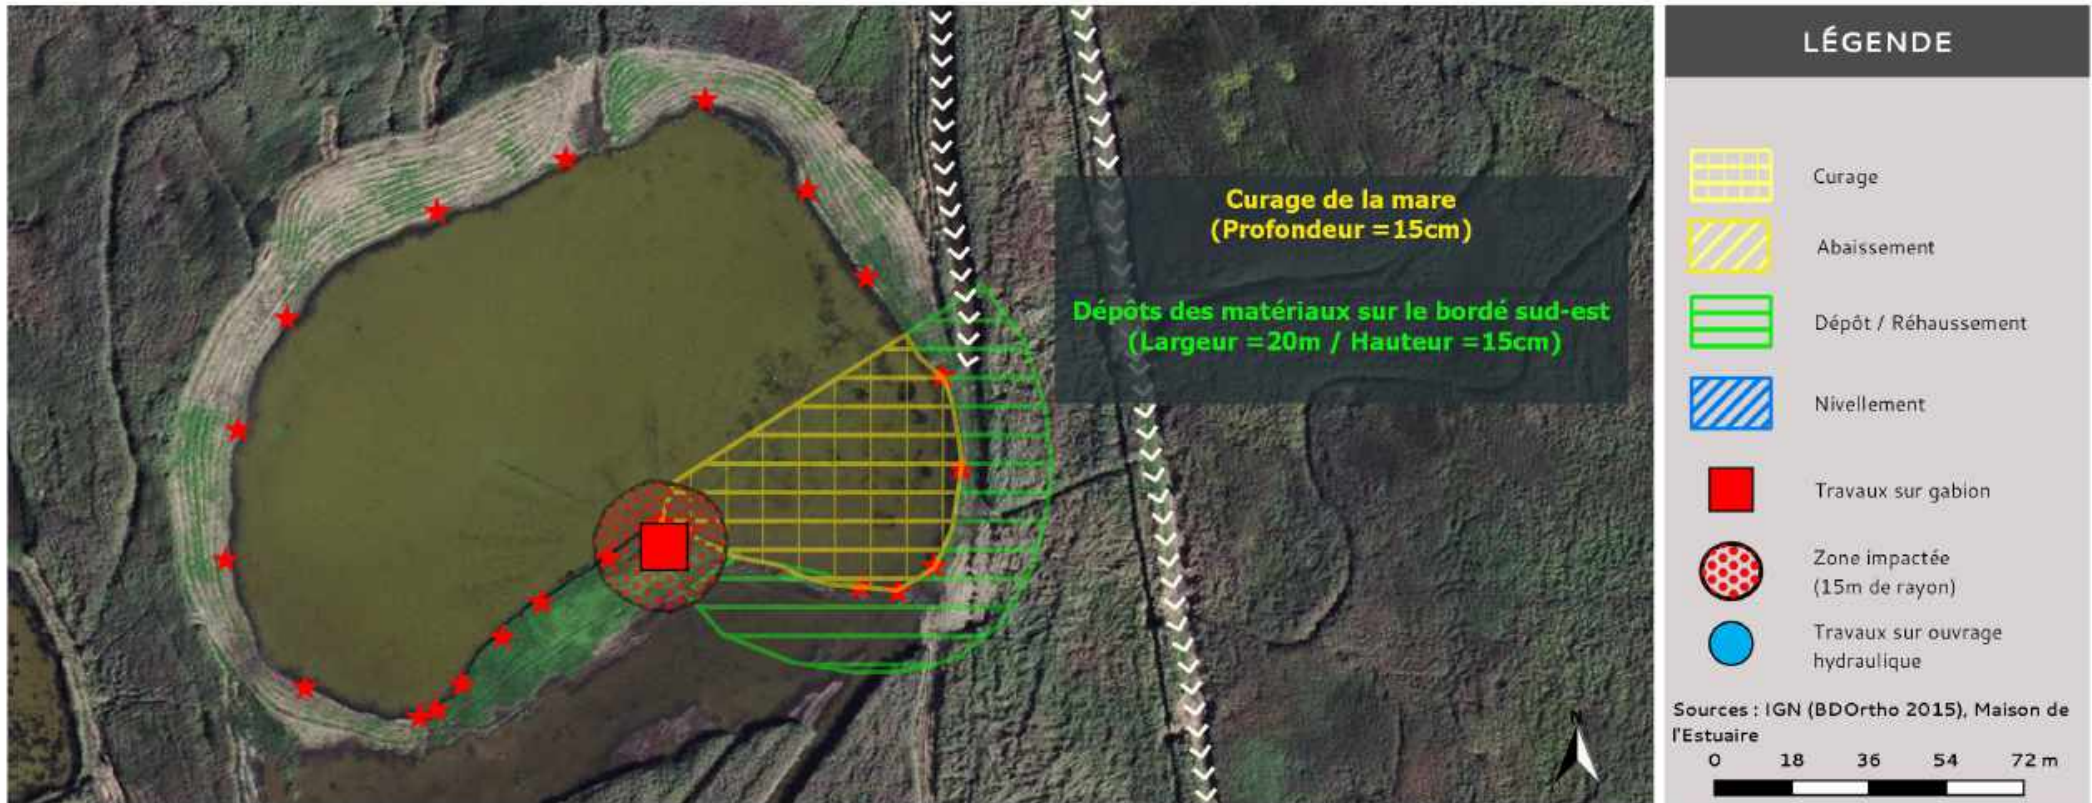 Curage de la mare
(Profondeur =15cm)
Dépôts des matériaux sur le bordé sud-est
(Largeur =20m / Hauteur =15cm)
N
LÉGENDE
Curage
Abaissement
Dépôt / Réhaussement
Nivellement
Travaux sur gabion
Zone impactée
(15m de rayon)
Travaux sur ouvrage
hydraulique
Sources : IGN (BDOrtho 2015), Maison de
l'Estuaire
0 18 36 54 72 m